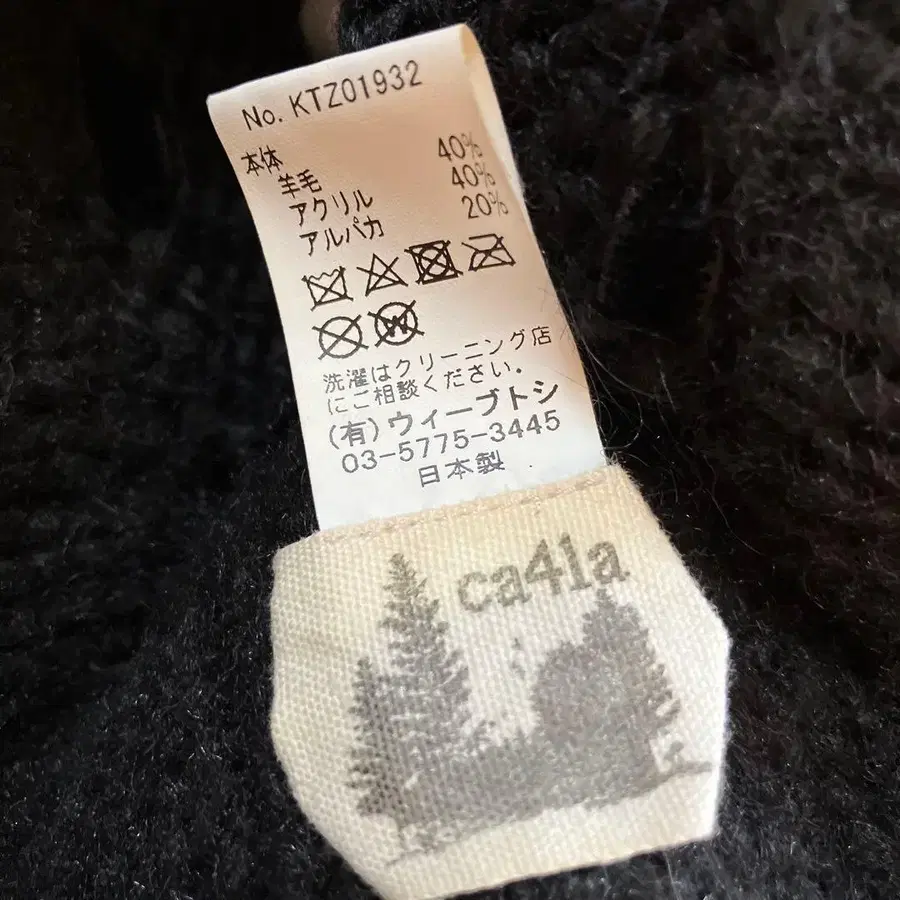 No. KTZ01932
本体
羊毛 40%
アクリル 40%
アルパカ 20%
W
洗濯はクリーニング店
にご相談ください。
(有)ウィーブトシ
03-5775-3445
日本製
ca4la